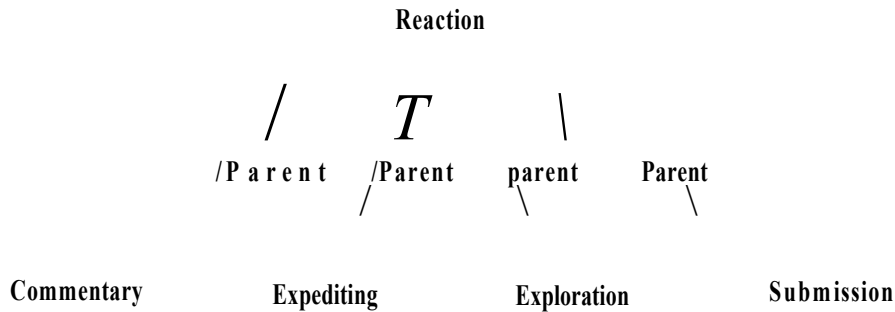 Reaction
/ T \
/Parent /Parent parent Parent
/ \ \
Commentary Expediting Exploration Submission